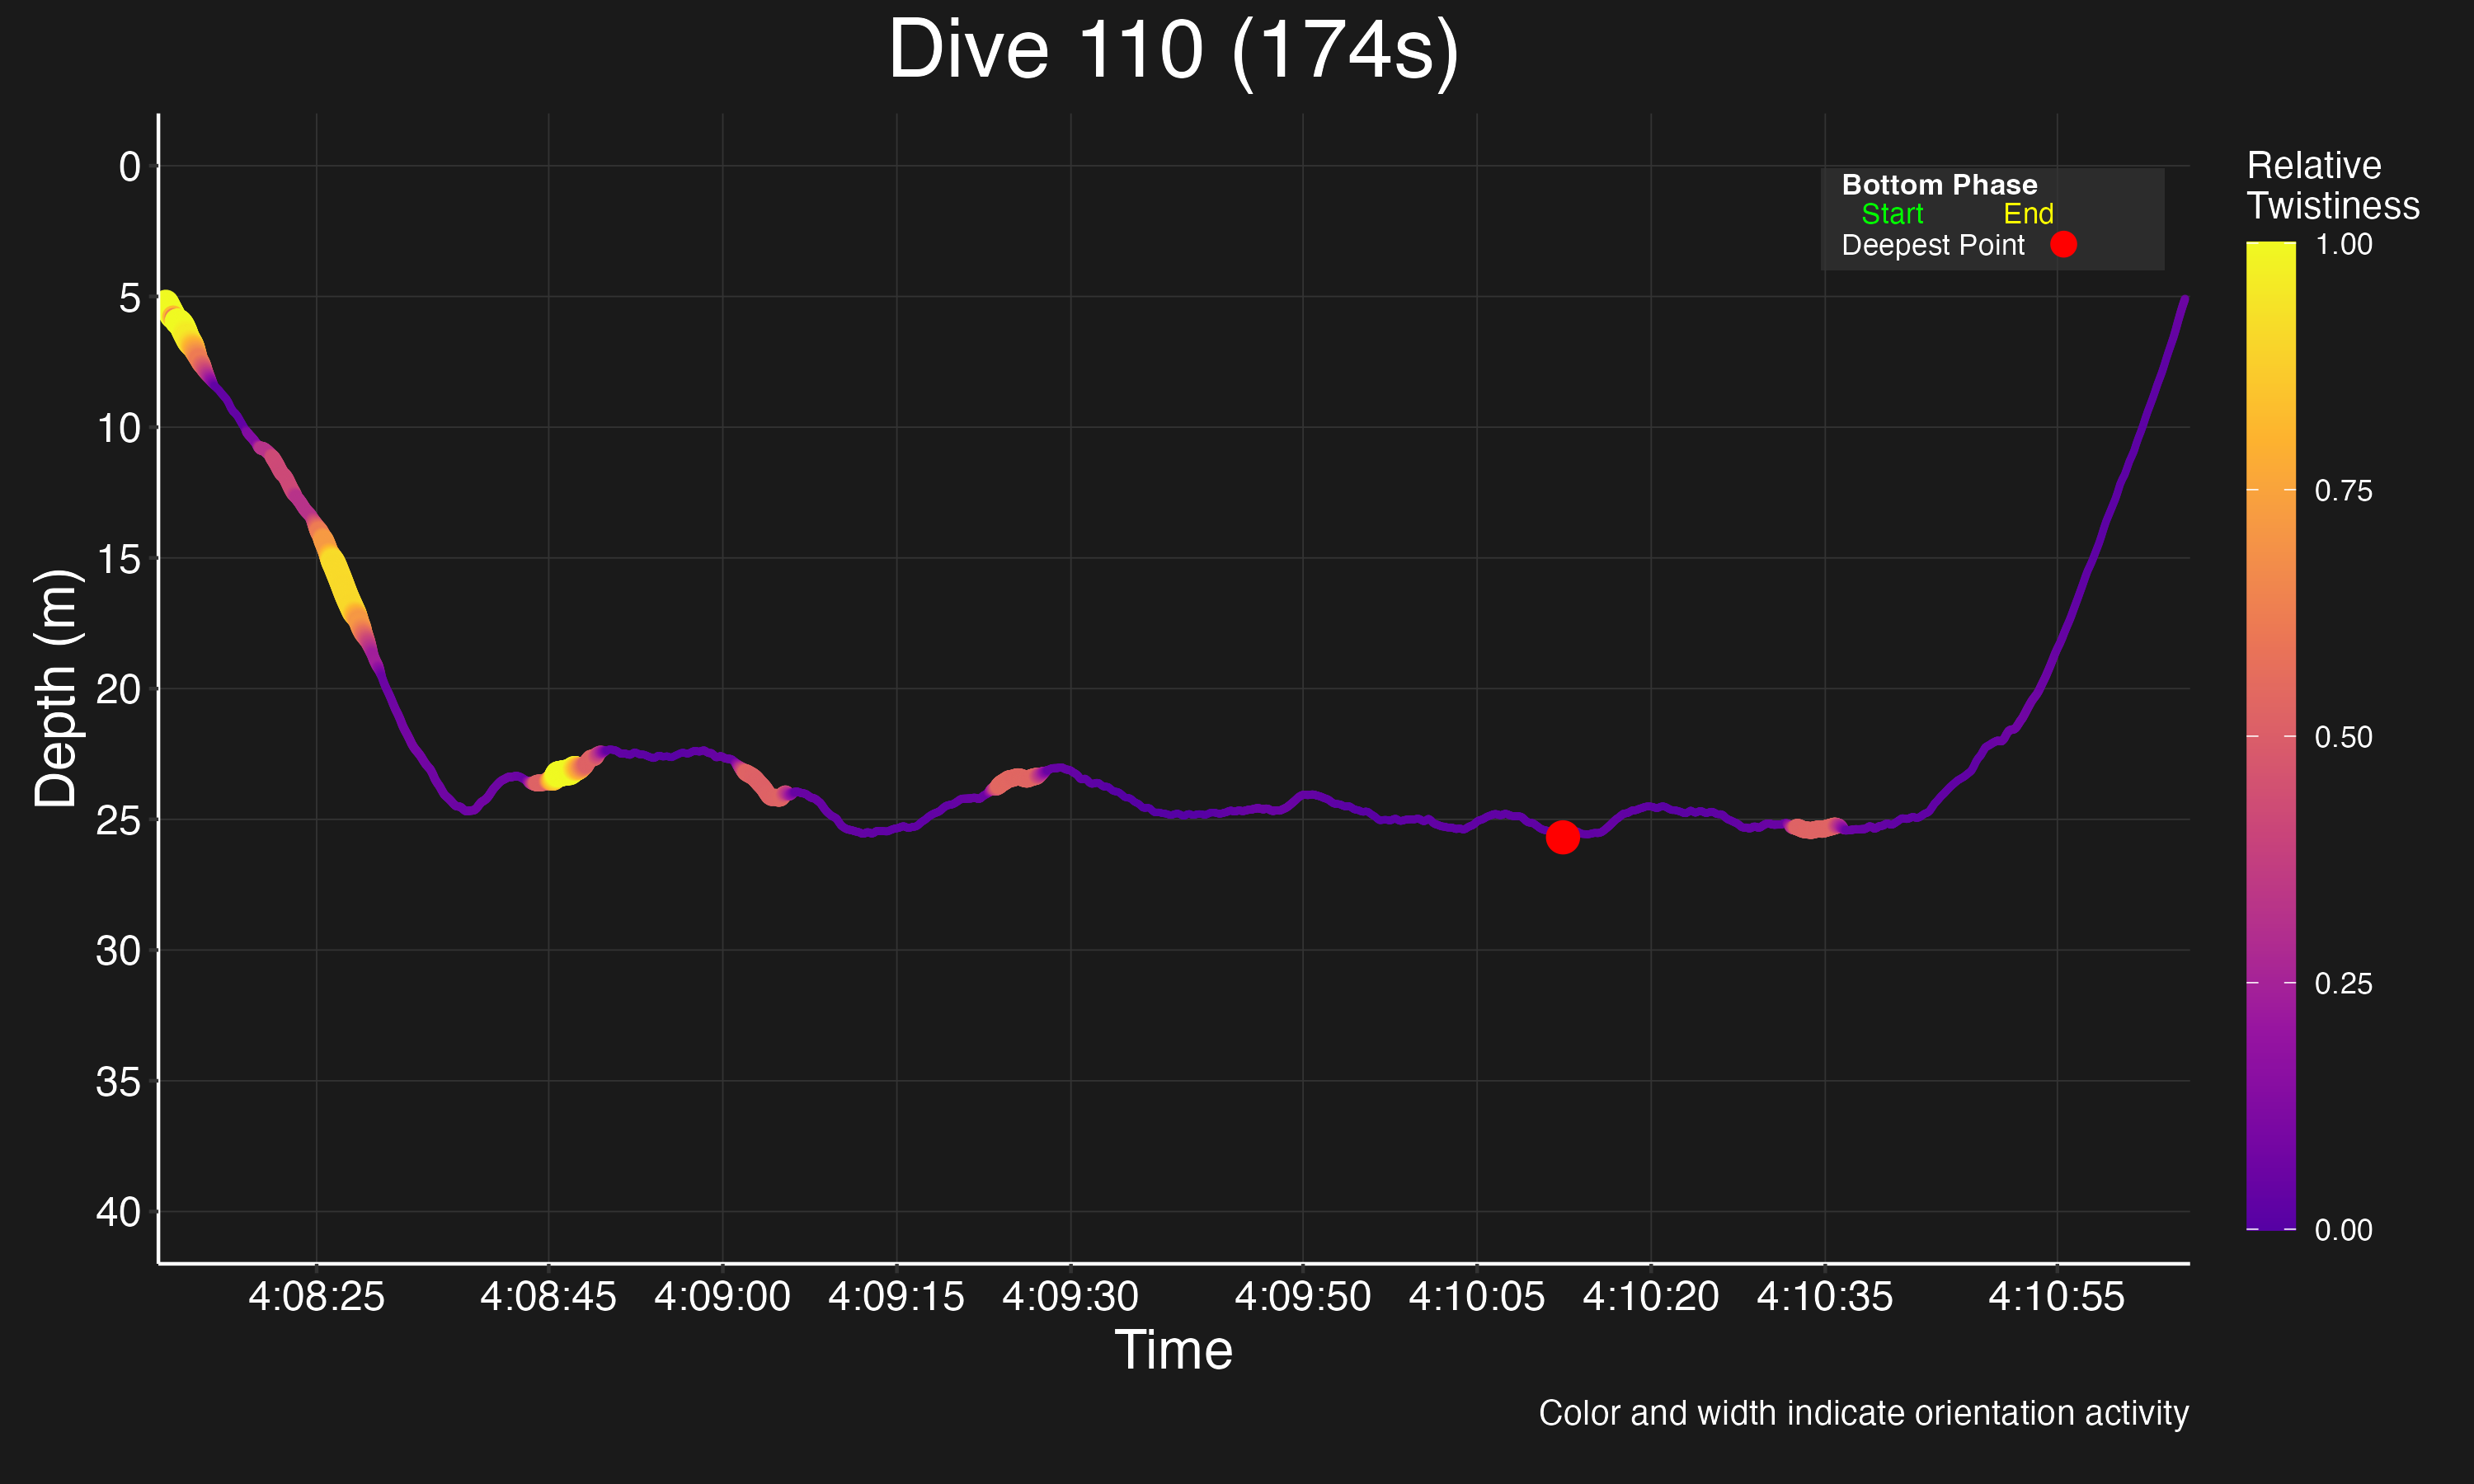 Dive 110 (174s)
Depth (m)
0
5
10
15
20
25
30
35
40
Bottom Phase
Start End
Deepest Point
Relative
Twistiness
1.00
0.75
0.50
0.25
0.00
4:08:25 4:08:45 4:09:00 4:09:15 4:09:30 4:09:50 4:10:05 4:10:20 4:10:35 4:10:55
Time
Color and width indicate orientation activity